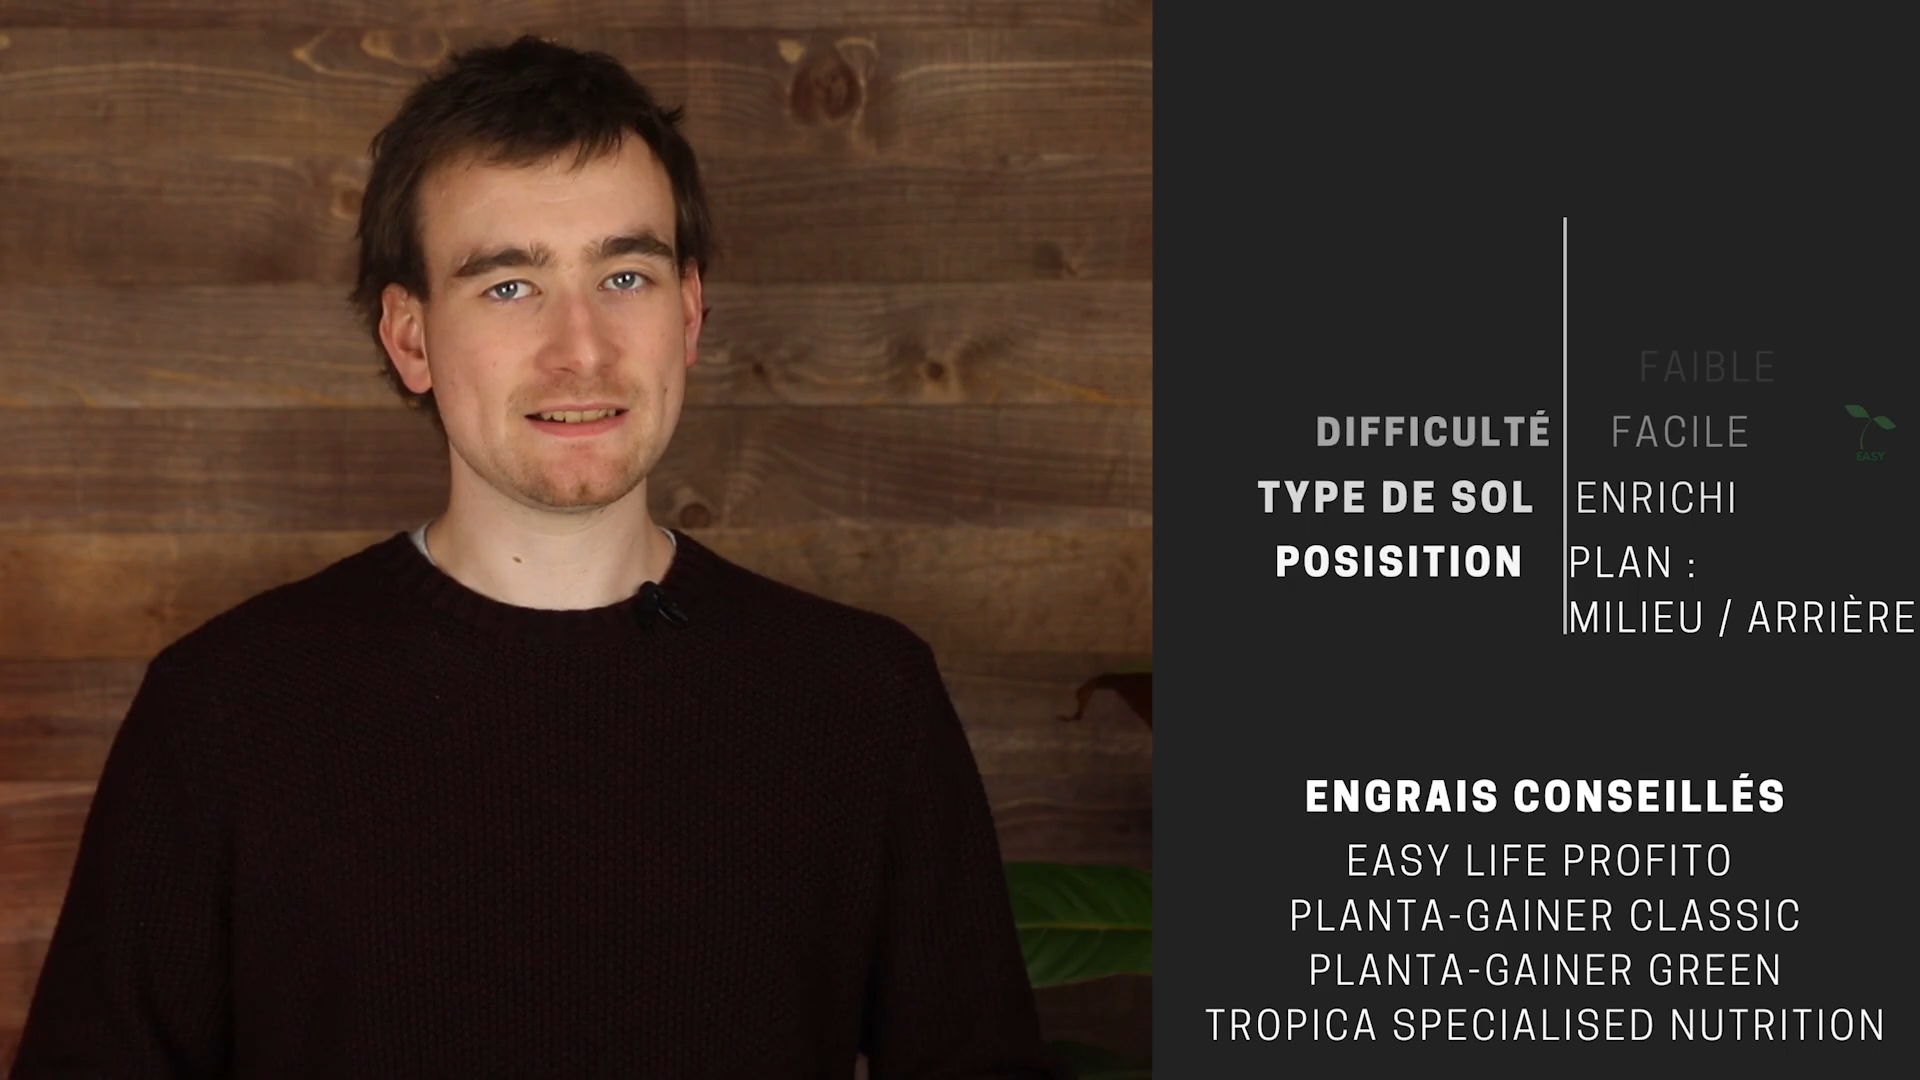 FAIBLE
DIFFICULTÉ FACILE
EASY
TYPE DE SOL ENRICHI
POSISITION PLAN :
MILIEU / ARRIÈRE
ENGRAIS CONSEILLÉS
EASY LIFE PROFITO
PLANTA-GAINER CLASSIC
PLANTA-GAINER GREEN
TROPICA SPECIALISED NUTRITION